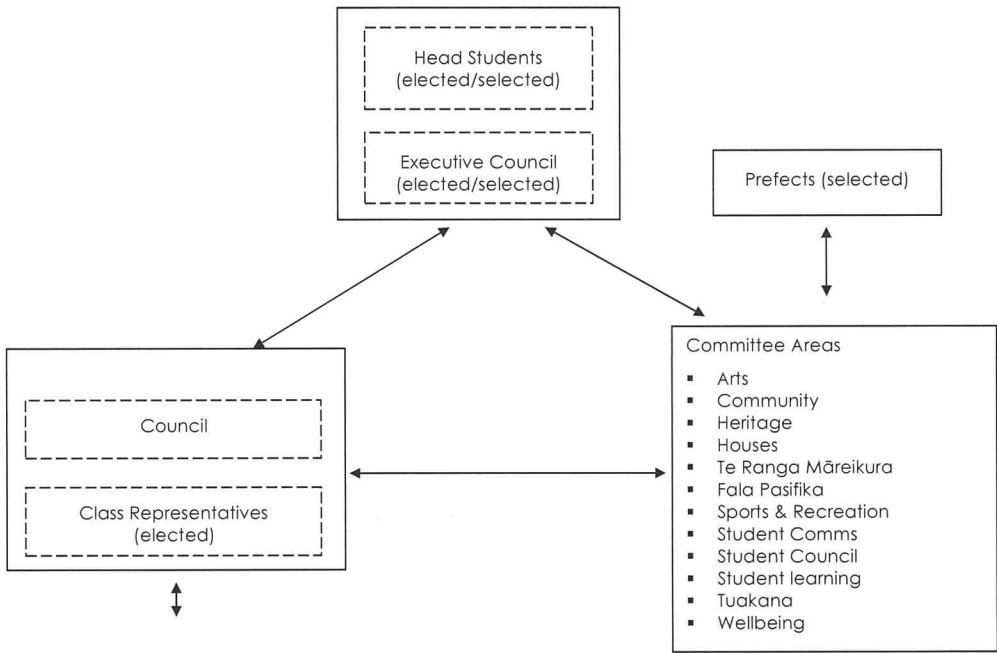 Head Students
(elected/selected)
Executive Council
(elected/selected)
Prefects (selected)
Council
Class Representatives
(elected)
Committee Areas
▪ Arts
▪ Community
▪ Heritage
▪ Houses
▪ Te Ranga Māreikura
▪ Fala Pasifika
▪ Sports & Recreation
▪ Student Comms
▪ Student Council
▪ Student learning
▪ Tuakana
▪ Wellbeing